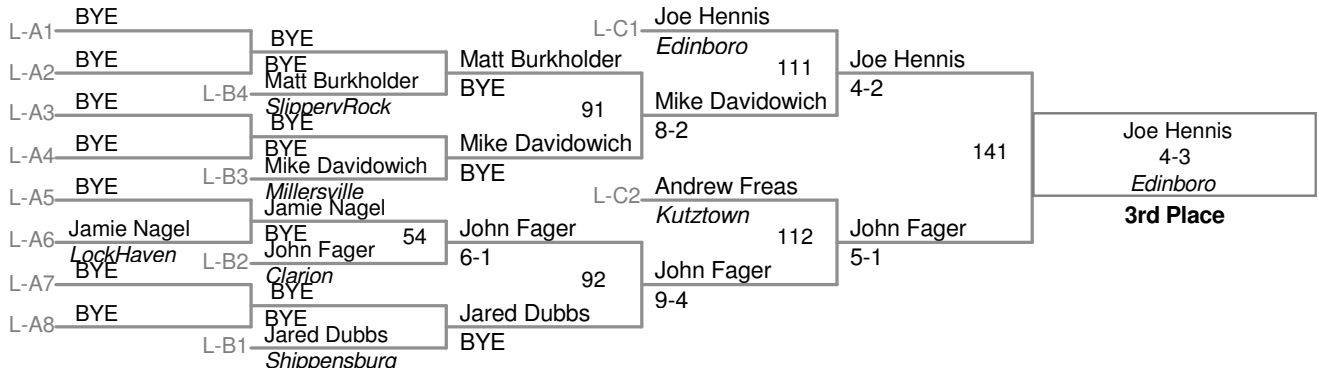 L-A1 BYE
L-A2 BYE
L-A3 BYE
L-A4 BYE
L-A5 BYE
L-A6 Jamie Nagel
LockHaven
L-A7 BYE
L-A8 BYE
BYE
BYE
L-B4 Matt Burkholder
SlippervRock
BYE
BYE
L-B3 Mike Davidowich
Millersville
Jamie Nagel
BYE
54
L-B2 John Fager
Clarion
BYE
BYE
L-B1 Jared Dubbs
Shippensburg
Matt Burkholder
BYE
91
Mike Davidowich
BYE
John Fager
6-1
92
Jared Dubbs
BYE
L-C1 Joe Hennis
Edinboro
111
Mike Davidowich
8-2
L-C2 Andrew Freas
Kutztown
112
John Fager
9-4
Joe Hennis
4-2
141
John Fager
5-1
Joe Hennis
4-3
Edinboro
3rd Place